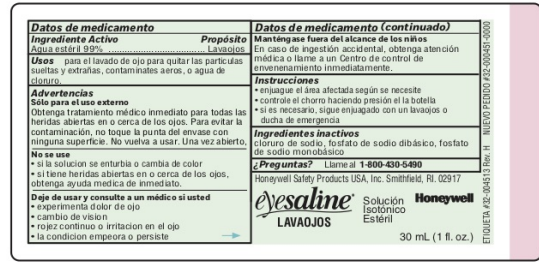 Datos de medicamento
Ingrediente Activo Propósito
Agua estéril 99% ........................................ Lavaojos
Usos para el lavado de ojo para quitar las particulas
sueltas y extrañas, contaminates aeros, o agua de
cloruro.
Advertencias
Sólo para el uso externo
Obtenga tratamiento médico inmediato para todas las
heridas abiertas en o cerca de los ojos. Para evitar la
contaminación, no toque la punta del envase con
ninguna superficie. No vuelva a usar. Una vez abierto,
No se use
• si la solucion se enturbia o cambia de color
• si tiene heridas abiertas en o cerca de los ojos,
obtenga ayuda medica de inmediato.
Deje de usar y consulte a un médico si usted
• experimenta dolor de ojo
• cambio de vision
• rojez continuo o irritacion en el ojo
• la condicion empeora o persiste
Datos de medicamento (continuado)
Manténgase fuera del alcance de los niños
En caso de ingestión accidental, obtenga atención
médica o llame a un Centro de control de
envenenamiento inmediatamente.
Instrucciones
• enjuague el área afectada según se necesite
• controle el chorro haciendo presión el la botella
• si es necesario, sigue enjuagado con un lavaojos o
ducha de emergencia
Ingredientes inactivos
cloruro de sodio, fosfato de sodio dibásico, fosfato
de sodio monobásico
¿Preguntas? Llame al 1-800-430-5490
Honeywell Safety Products USA, Inc. Smithfield, RI. 02917
eyesaline®
LAVAOJOS
Solución
Isotónico
Estéril
Honeywell
30 mL (1 fl. oz.)
ETIQUETA #32-004513 Rev. H NUEVO PEDIDO #32-000451-0000